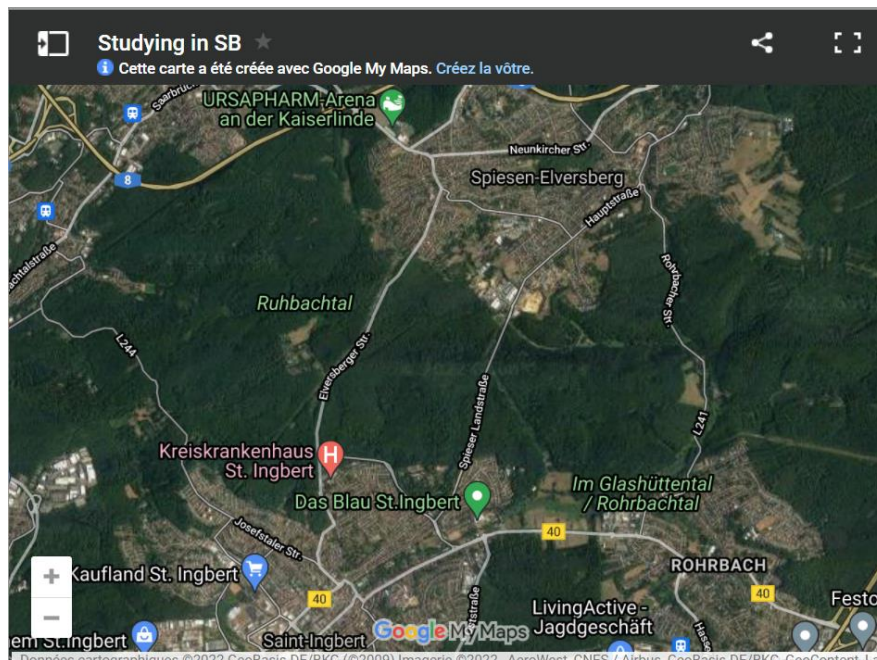 Studying in SB
Cette carte a été créée avec Google My Maps. Créez la vôtre.
URSAPHARM-Arena
an der Kaiserlinde
Neunkircher Str.
8
Spiesen-Elversberg
Hauptstraße
Ruhbachtal
Rohrbacher Str.
L244
Elversberger Str.
Spieser Landstraße
L241
Kreiskrankenhaus
St. Ingbert
H
Das Blau St.Ingbert
Im Glashüttental
/ Rohrbachtal
Josefstaler Str.
40
ROHRBACH
+
Kaufland St. Ingbert
40
40
−
LivingActive -
Jagdgeschäft
St.Ingbert
Saint-Ingbert
Google My Maps